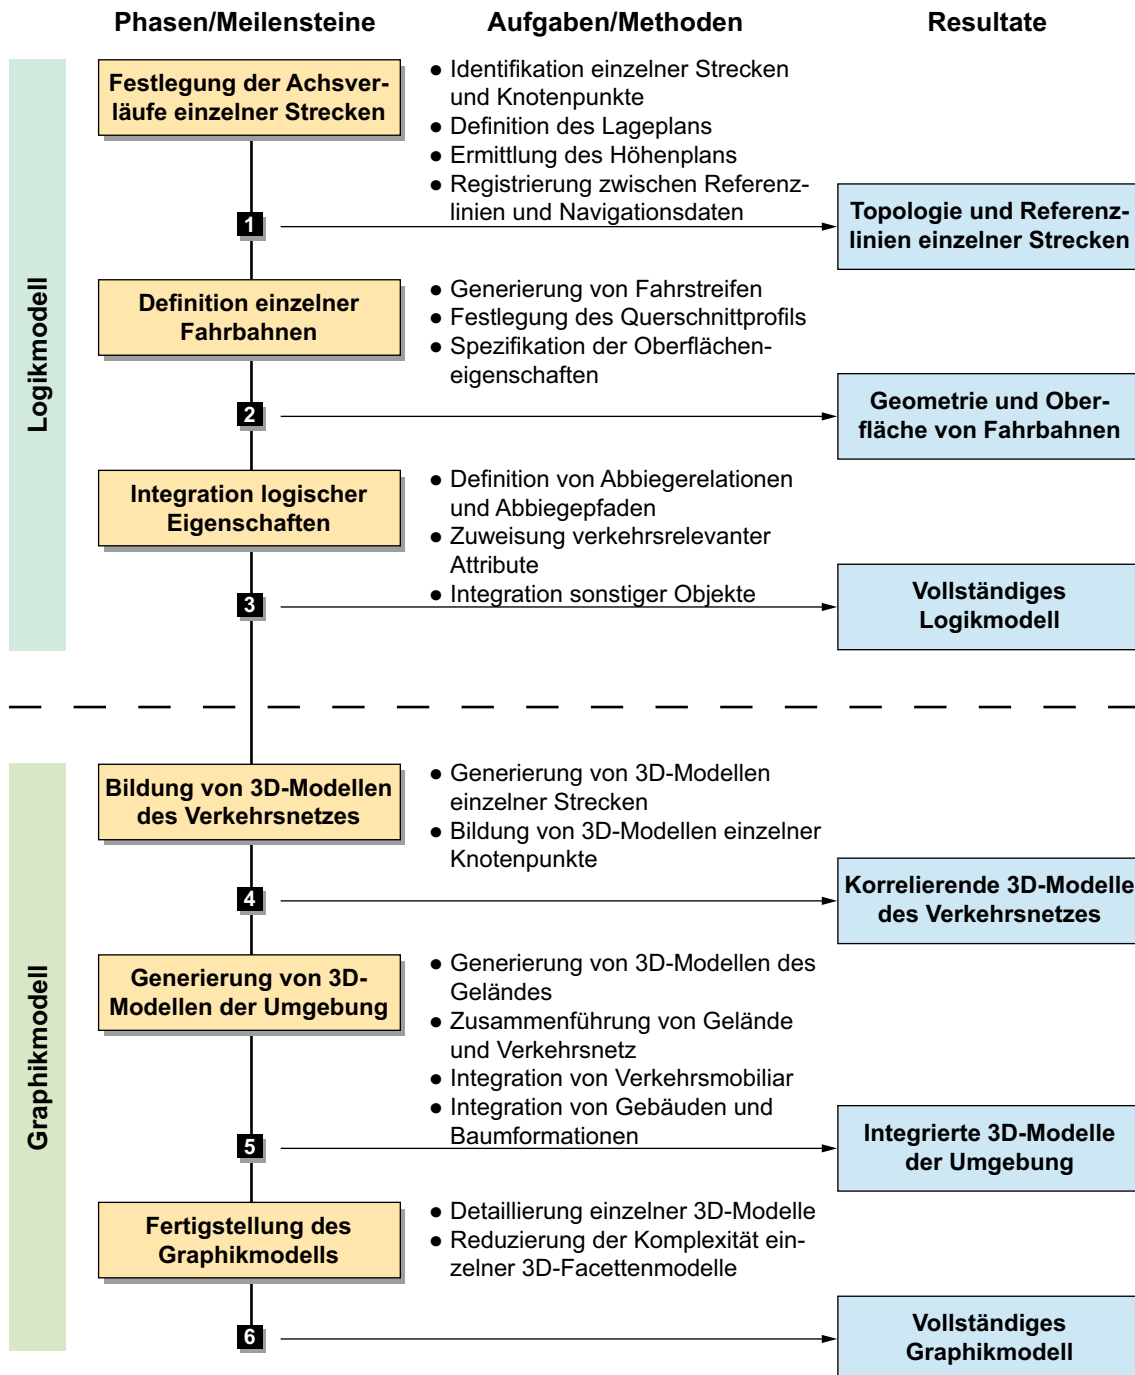 Phasen/Meilensteine
Aufgaben/Methoden
Resultate
Logikmodell
Festlegung der Achsver-
läufe einzelner Strecken
● Identifikation einzelner Strecken
und Knotenpunkte
● Definition des Lageplans
● Ermittlung des Höhenplans
● Registrierung zwischen Referenz-
linien und Navigationsdaten
1
Topologie und Referenz-
linien einzelner Strecken
Definition einzelner
Fahrbahnen
● Generierung von Fahrstreifen
● Festlegung des Querschnittprofils
● Spezifikation der Oberflächen-
eigenschaften
2
Geometrie und Ober-
fläche von Fahrbahnen
Integration logischer
Eigenschaften
● Definition von Abbiegerelationen
und Abbiegepfaden
● Zuweisung verkehrsrelevanter
Attribute
● Integration sonstiger Objekte
3
Vollständiges
Logikmodell
Graphikmodell
Bildung von 3D-Modellen
des Verkehrsnetzes
● Generierung von 3D-Modellen
einzelner Strecken
● Bildung von 3D-Modellen einzelner
Knotenpunkte
4
Korrelierende 3D-Modelle
des Verkehrsnetzes
Generierung von 3D-
Modellen der Umgebung
● Generierung von 3D-Modellen des
Geländes
● Zusammenführung von Gelände
und Verkehrsnetz
● Integration von Verkehrsmobiliar
● Integration von Gebäuden und
Baumformationen
5
Integrierte 3D-Modelle
der Umgebung
Fertigstellung des
Graphikmodells
● Detaillierung einzelner 3D-Modelle
● Reduzierung der Komplexität ein-
zelner 3D-Facettenmodelle
6
Vollständiges
Graphikmodell